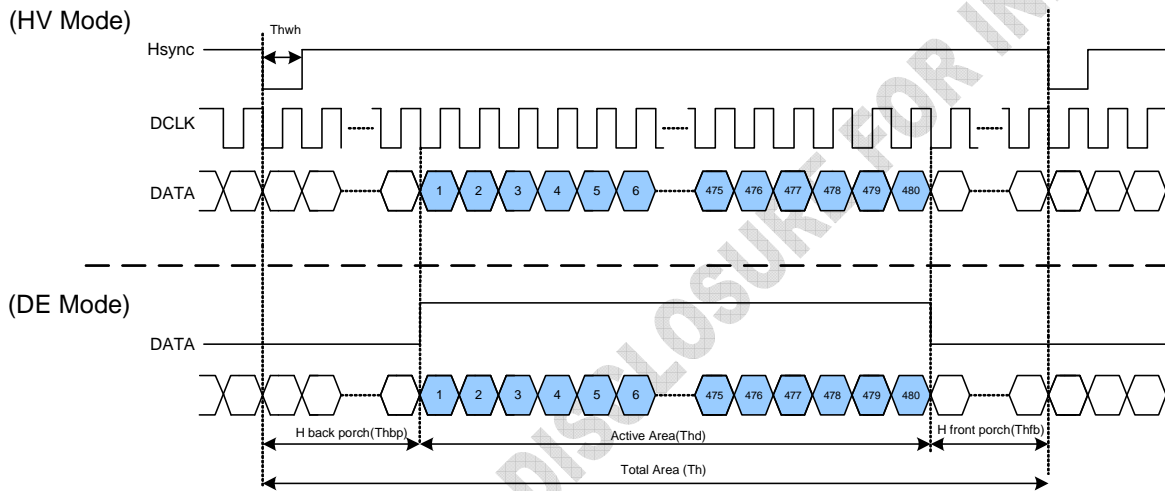 (HV Mode)
Thwh
Hsync
DCLK
DATA
1 2 3 4 5 6 475 476 477 478 479 480
(DE Mode)
DATA
1 2 3 4 5 6 475 476 477 478 479 480
H back porch(Thbp)
Active Area(Thd)
H front porch(Thfb)
Total Area (Th)
DISCLOSURE FOR